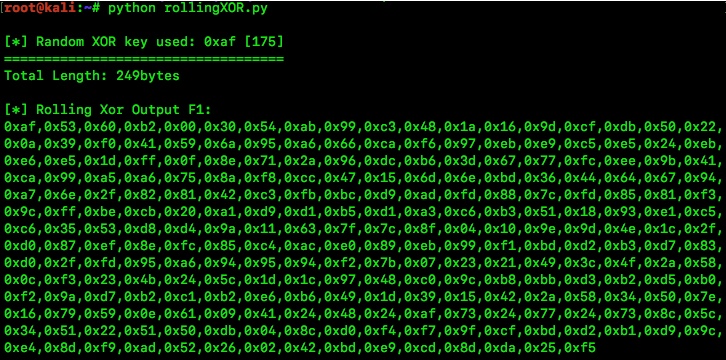 root@kali:~# python rollingXOR.py
[*] Random XOR key used: 0xaf [175]
==================================
Total Length: 249bytes
[*] Rolling Xor Output F1:
0xaf,0x53,0x60,0xb2,0x00,0x30,0x54,0xab,0x99,0xc3,0x48,0x1a,0x16,0x9d,0xcf,0xdb,0x50,0x22,
0x0a,0x39,0xf0,0x41,0x59,0x6a,0x95,0xa6,0x66,0xca,0xf6,0x97,0xeb,0xe9,0xc5,0xe5,0x24,0xeb,
0xe6,0xe5,0x1d,0xff,0x0f,0x8e,0x71,0x2a,0x96,0xdc,0xb6,0x3d,0x67,0x77,0xfc,0xee,0x9b,0x41,
0xca,0x99,0xa5,0xa6,0x75,0x8a,0xf8,0xcc,0x47,0x15,0x6d,0x6e,0xbd,0x36,0x44,0x64,0x67,0x94,
0xa7,0x6e,0x2f,0x82,0x81,0x42,0xc3,0xfb,0xbc,0xd9,0xad,0xfd,0x88,0x7c,0xfd,0x85,0x81,0xf3,
0x9c,0xff,0xbe,0xcb,0x20,0xa1,0xd9,0xd1,0xb5,0xd1,0xa3,0xc6,0xb3,0x51,0x18,0x93,0xe1,0xc5,
0xc6,0x35,0x53,0xd8,0xd4,0x9a,0x11,0x63,0x7f,0x7c,0x8f,0x04,0x10,0x9e,0x9d,0x4e,0x1c,0x2f,
0xd0,0x87,0xef,0x8e,0xfc,0x85,0xc4,0xac,0xe0,0x89,0xeb,0x99,0xf1,0xbd,0xd2,0xb3,0xd7,0x83,
0xd0,0x2f,0xfd,0x95,0xa6,0x94,0x95,0x94,0xf2,0x7b,0x07,0x23,0x21,0x49,0x3c,0x4f,0x2a,0x58,
0x0c,0xf3,0x23,0x4b,0x24,0x5c,0x1d,0x1c,0x97,0x48,0xc0,0x9c,0xb8,0xbb,0xd3,0xb2,0xd5,0xb0,
0xf2,0x9a,0xd7,0xb2,0xc1,0xb2,0xe6,0xb6,0x49,0x1d,0x39,0x15,0x42,0x2a,0x58,0x34,0x50,0x7e,
0x16,0x79,0x59,0x0e,0x61,0x09,0x41,0x24,0x48,0x24,0xaf,0x73,0x24,0x77,0x24,0x73,0x8c,0x5c,
0x34,0x51,0x22,0x51,0x50,0xdb,0x04,0x8c,0xd0,0xf4,0xf7,0x9f,0xcf,0xbd,0xd2,0xb1,0xd9,0x9c,
0xe4,0x8d,0xf9,0xad,0x52,0x26,0x02,0x42,0xbd,0xe9,0xcd,0x8d,0xda,0x25,0xf5